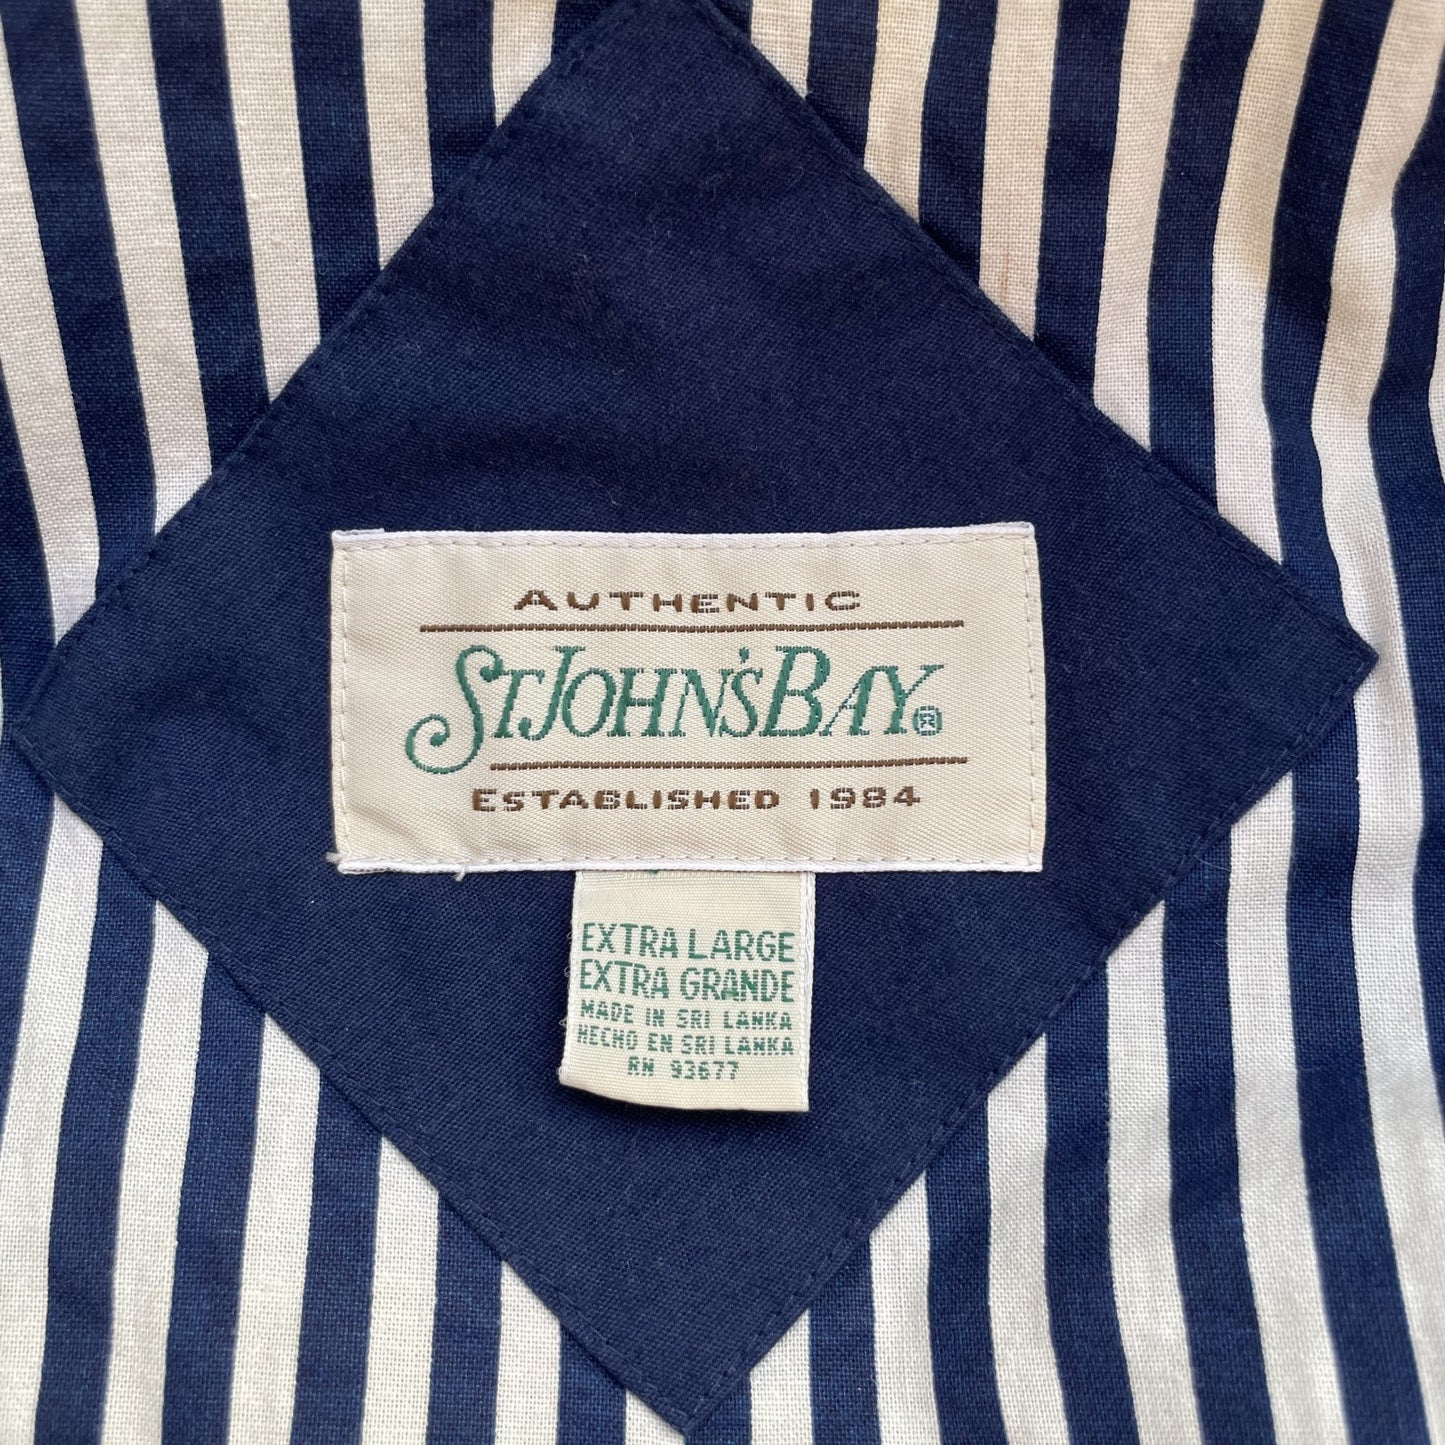 AUTHENTIC
ST. JOHN'S BAY®
ESTABLISHED 1984
EXTRA LARGE
EXTRA GRANDE
MADE IN SRI LANKA
HECHO EN SRI LANKA
RN 93677